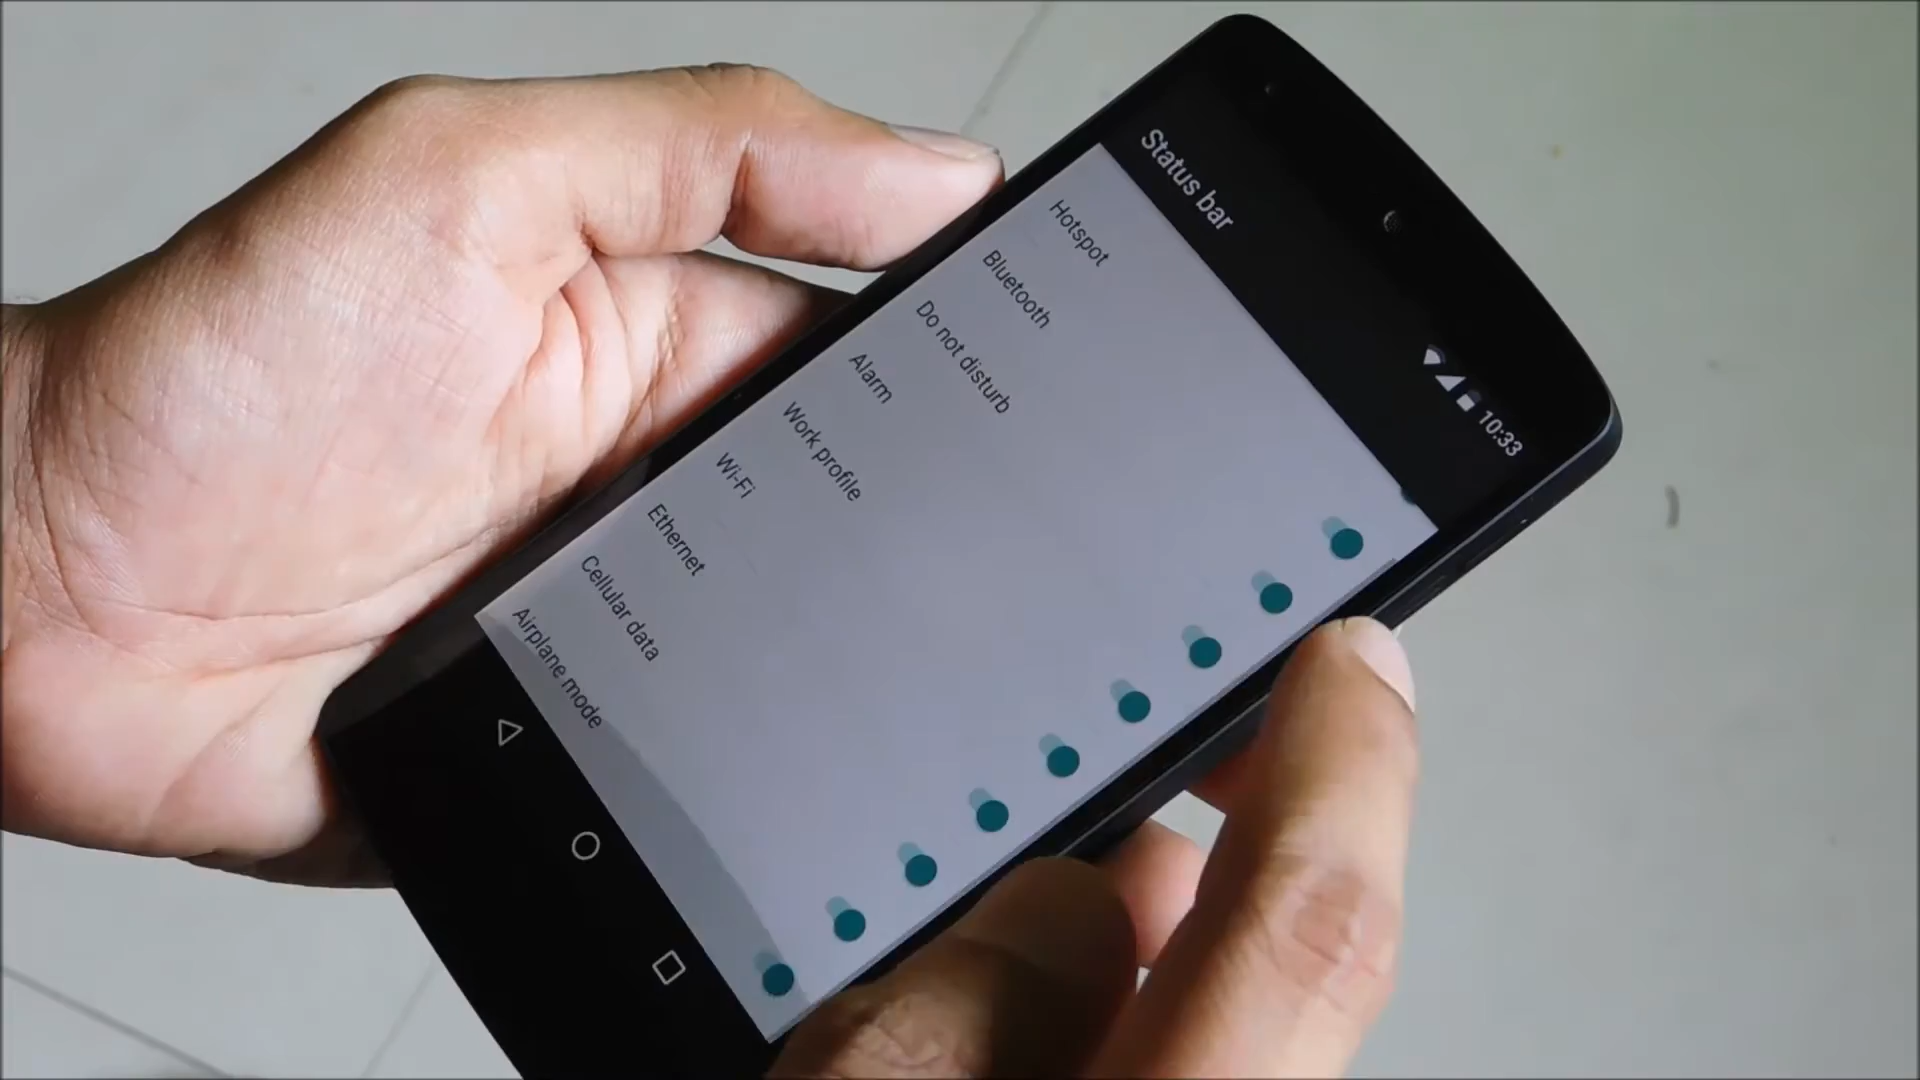 10:33
Status bar
Hotspot
Bluetooth
Do not disturb
Alarm
Work profile
Wi-Fi
Ethernet
Cellular data
Airplane mode